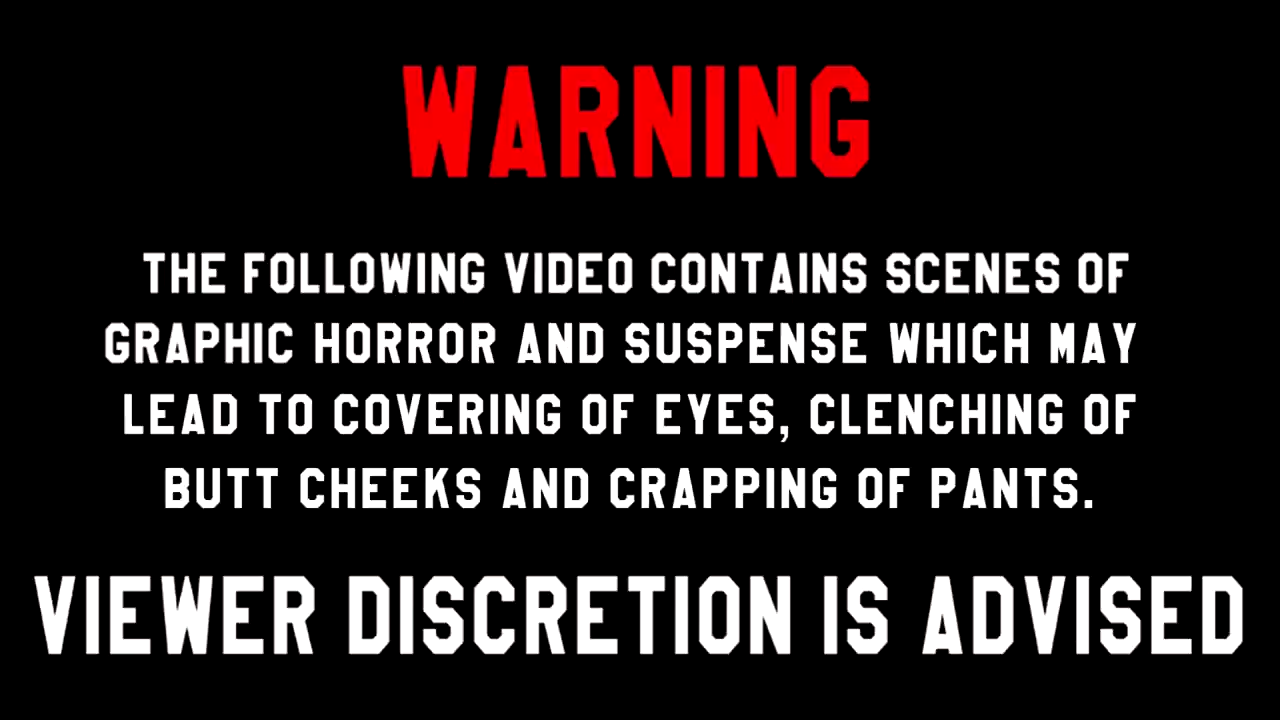 WARNING
THE FOLLOWING VIDEO CONTAINS SCENES OF
GRAPHIC HORROR AND SUSPENSE WHICH MAY
LEAD TO COVERING OF EYES, CLENCHING OF
BUTT CHEEKS AND CRAPPING OF PANTS.
VIEWER DISCRETION IS ADVISED